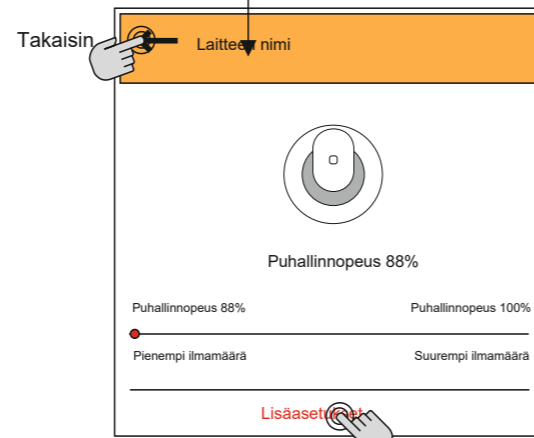 Takaisin
Laitteen nimi
Puhallinnopeus 88%
Puhallinnopeus 88% Puhallinnopeus 100%
Pienempi ilmamäärä Suurempi ilmamäärä
Lisäasetukset